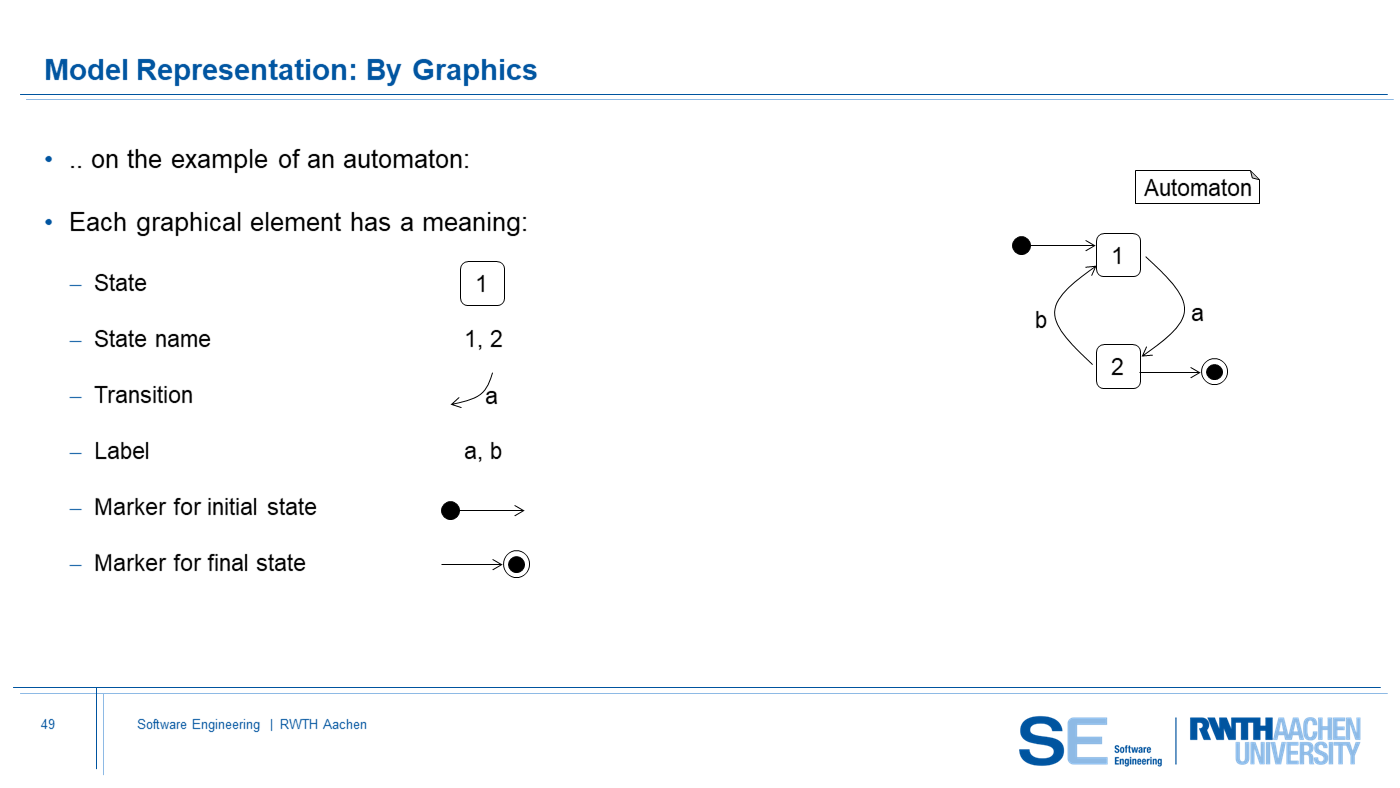 Model Representation: By Graphics
• .. on the example of an automaton:
• Each graphical element has a meaning:
– State 1
– State name 1, 2
– Transition a
– Label a, b
– Marker for initial state
– Marker for final state
Automaton
1
b a
2
49 Software Engineering | RWTH Aachen
SE Software Engineering
RWTHAACHEN
UNIVERSITY